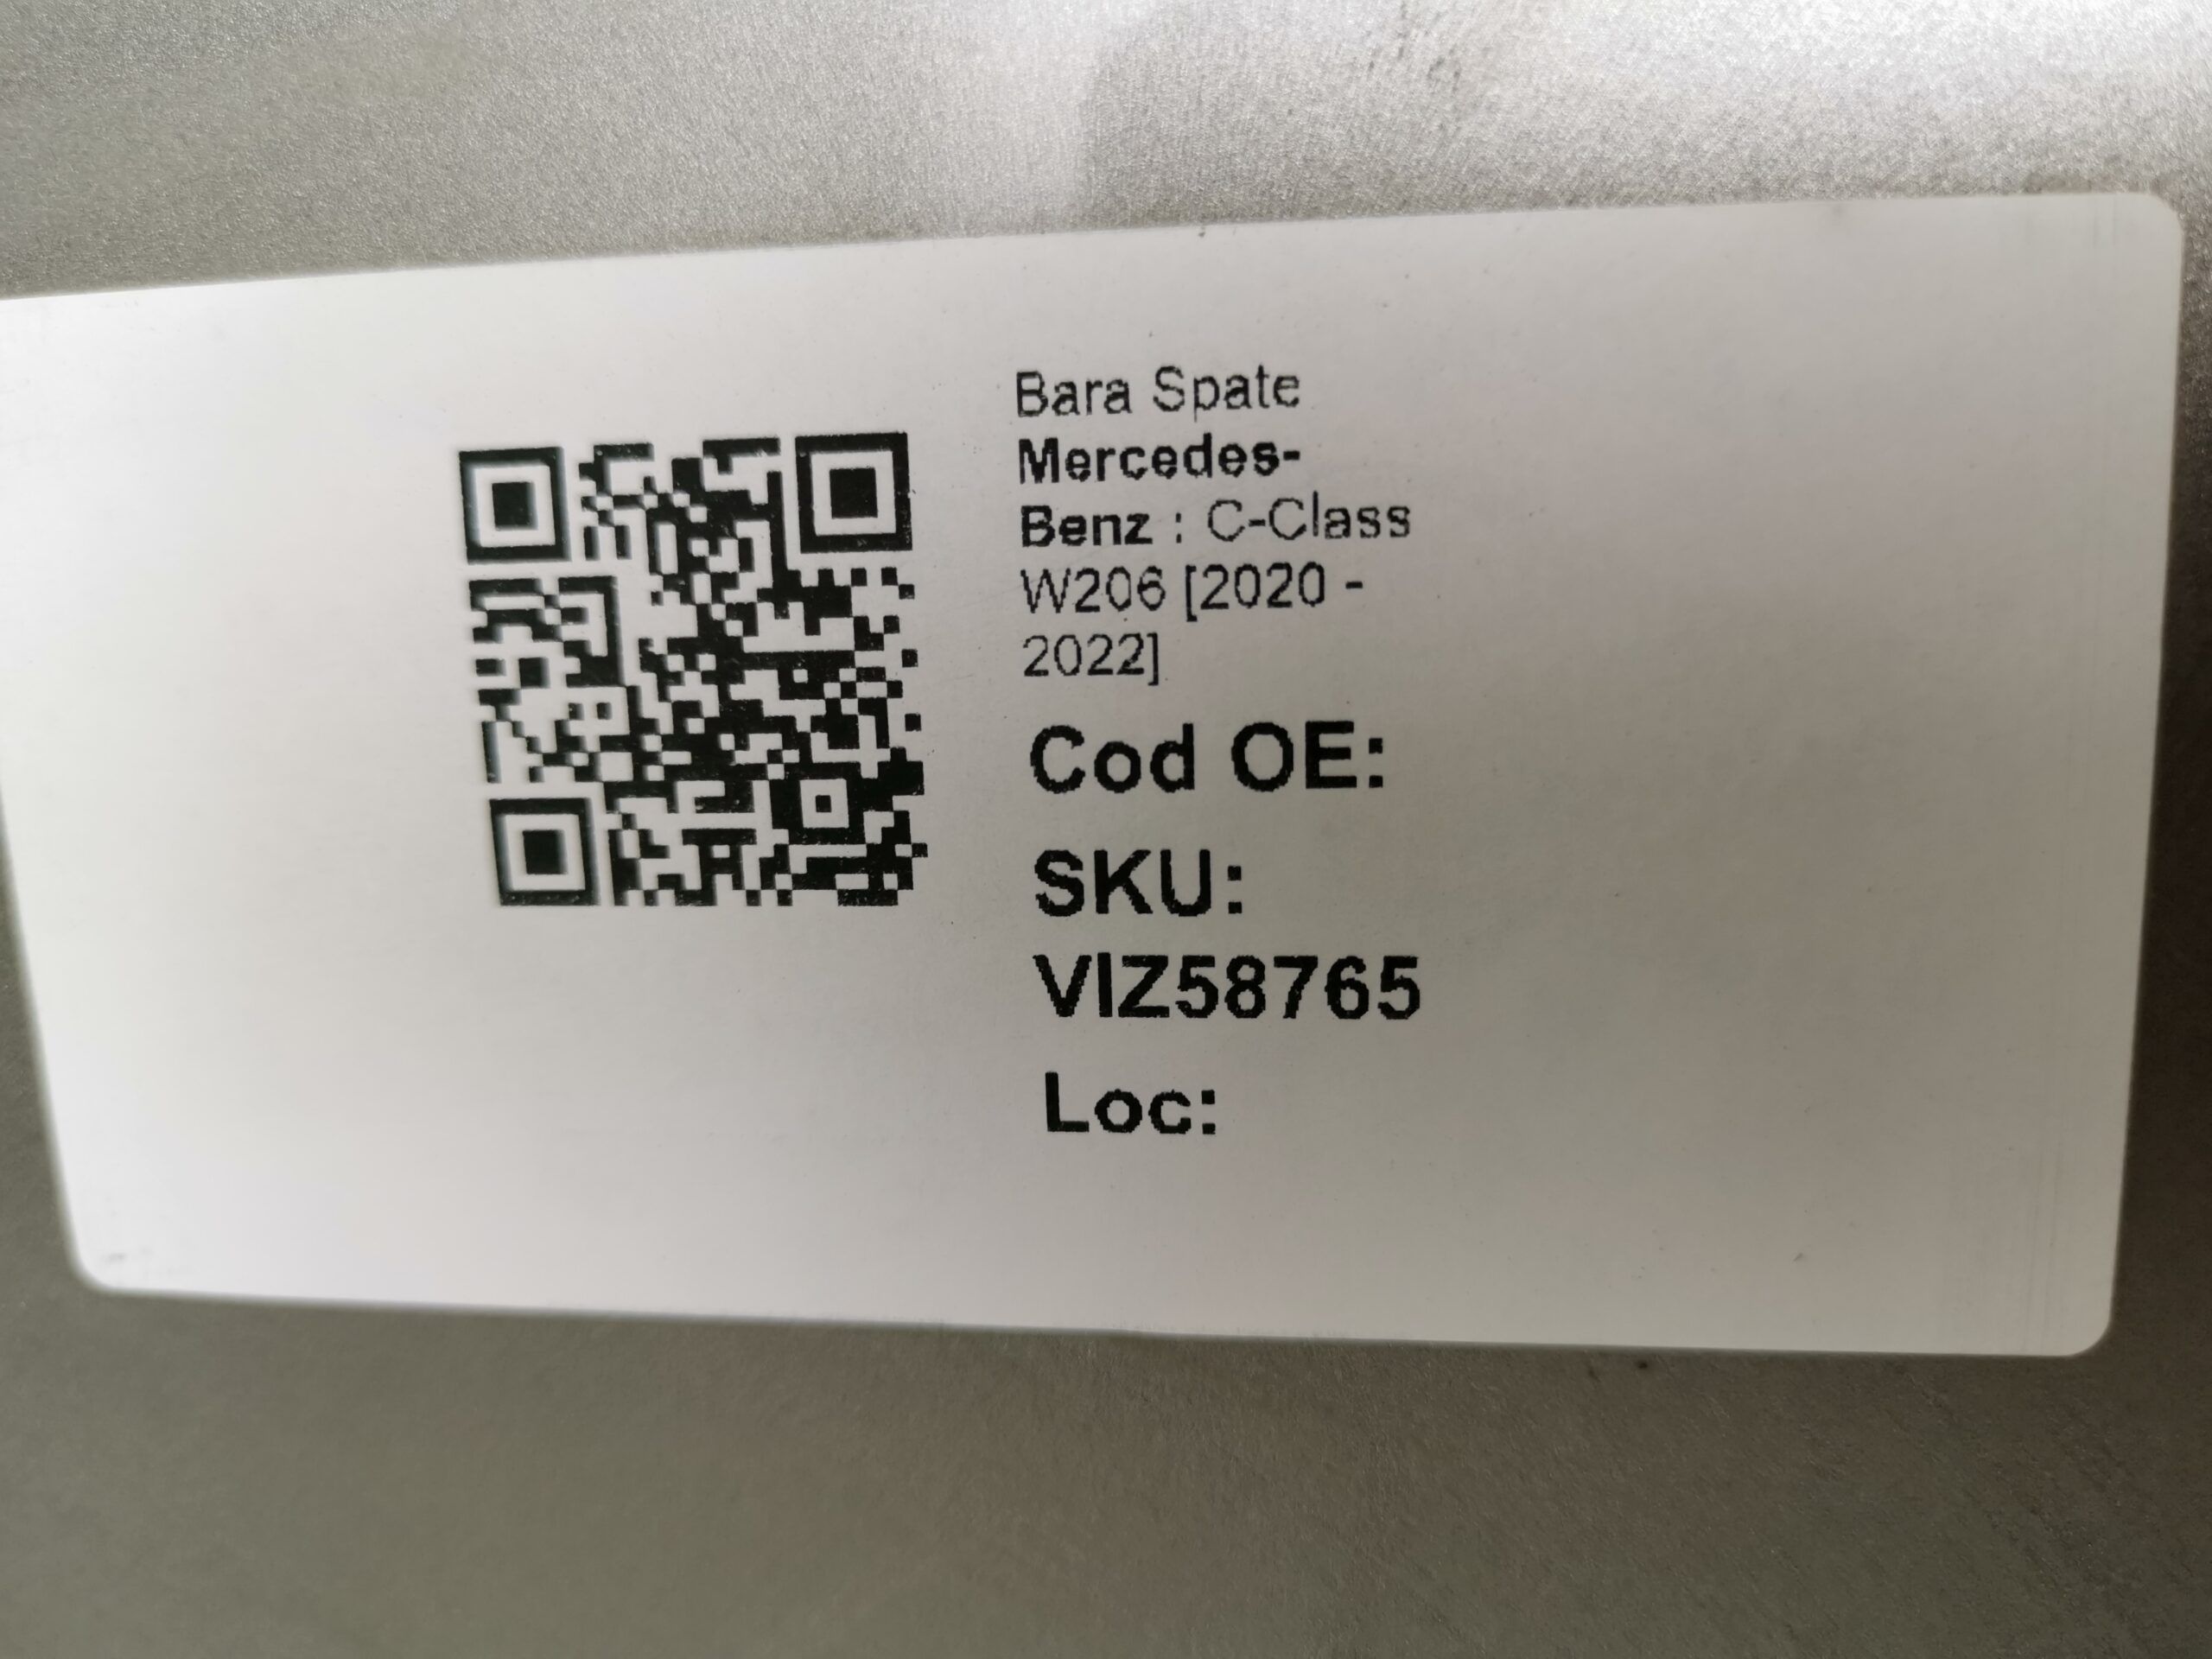 Bara Spate
Mercedes-
Benz : C-Class
W206 [2020 -
2022]
Cod OE:
SKU:
VIZ58765
Loc: